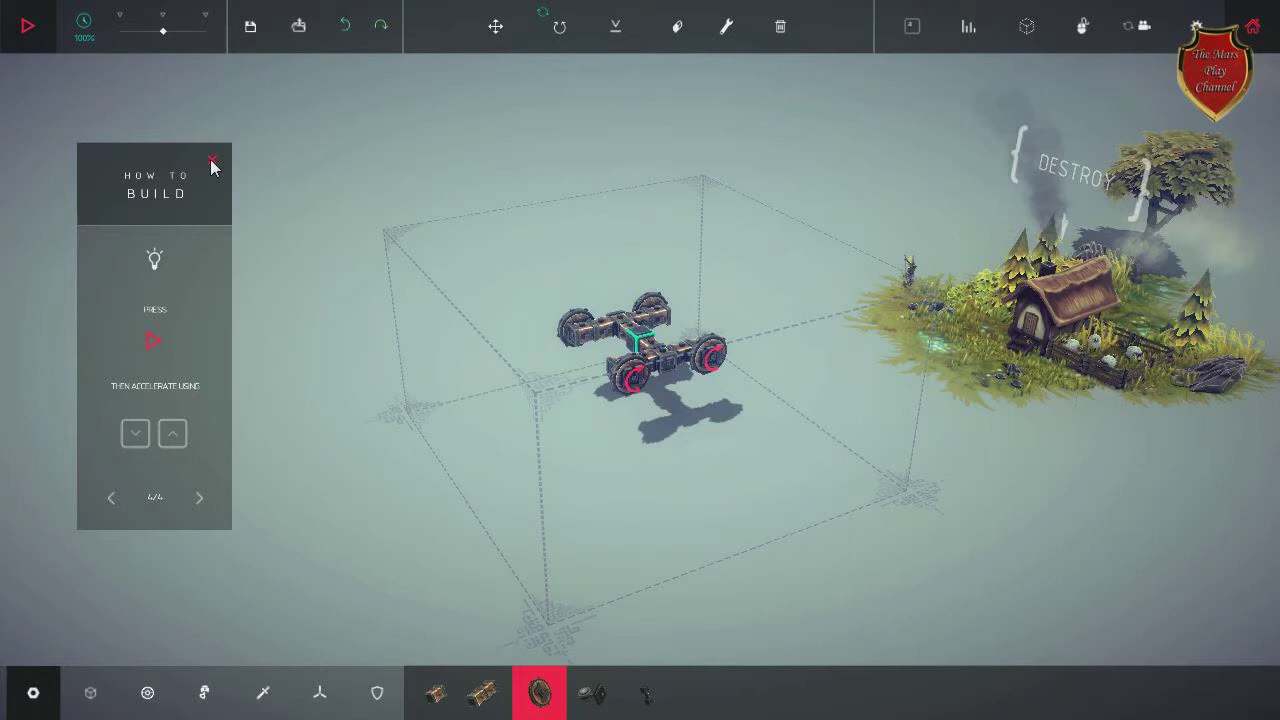 100%
The Mars
Play
Channel
HOW TO
BUILD
{ DESTROY }
PRESS
THEN ACCELERATE USING
4/4